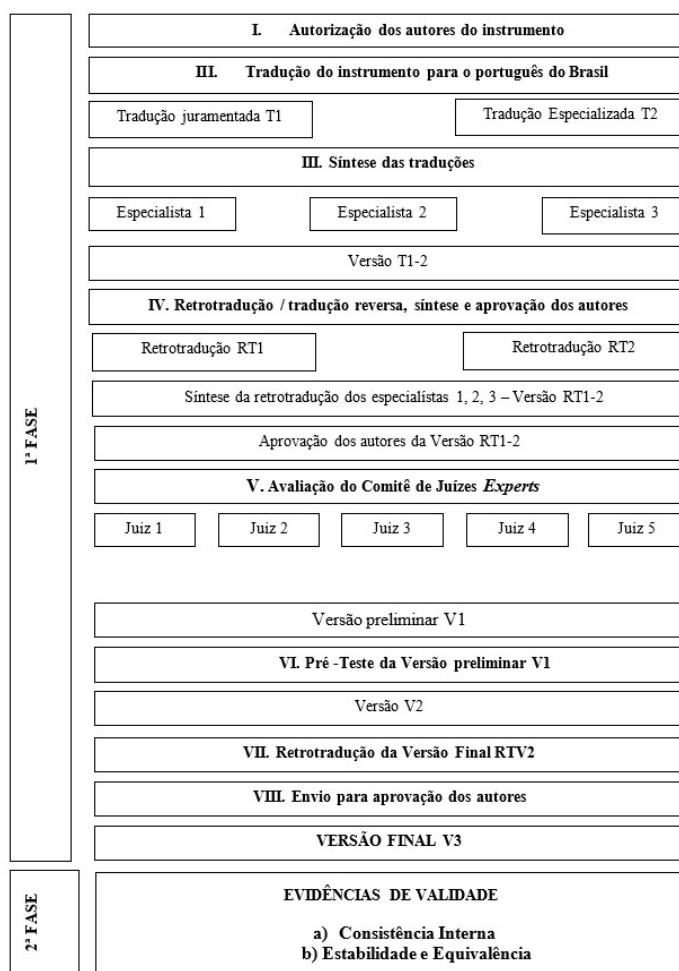 I. Autorização dos autores do instrumento
III. Tradução do instrumento para o português do Brasil
Tradução juramentada T1
Tradução Especializada T2
III. Síntese das traduções
Especialista 1
Especialista 2
Especialista 3
Versão T1-2
IV. Retrotradução / tradução reversa, síntese e aprovação dos autores
Retrotradução RT1
Retrotradução RT2
Síntese da retrotradução dos especialístas 1, 2, 3 – Versão RT1-2
Aprovação dos autores da Versão RT1-2
V. Avaliação do Comitê de Juízes Experts
Juiz 1
Juiz 2
Juiz 3
Juiz 4
Juiz 5
Versão preliminar V1
VI. Pré -Teste da Versão preliminar V1
Versão V2
VII. Retrotradução da Versão Final RTV2
VIII. Envio para aprovação dos autores
VERSÃO FINAL V3
1ª FASE
EVIDÊNCIAS DE VALIDADE
a) Consistência Interna
b) Estabilidade e Equivalência
2ª FASE